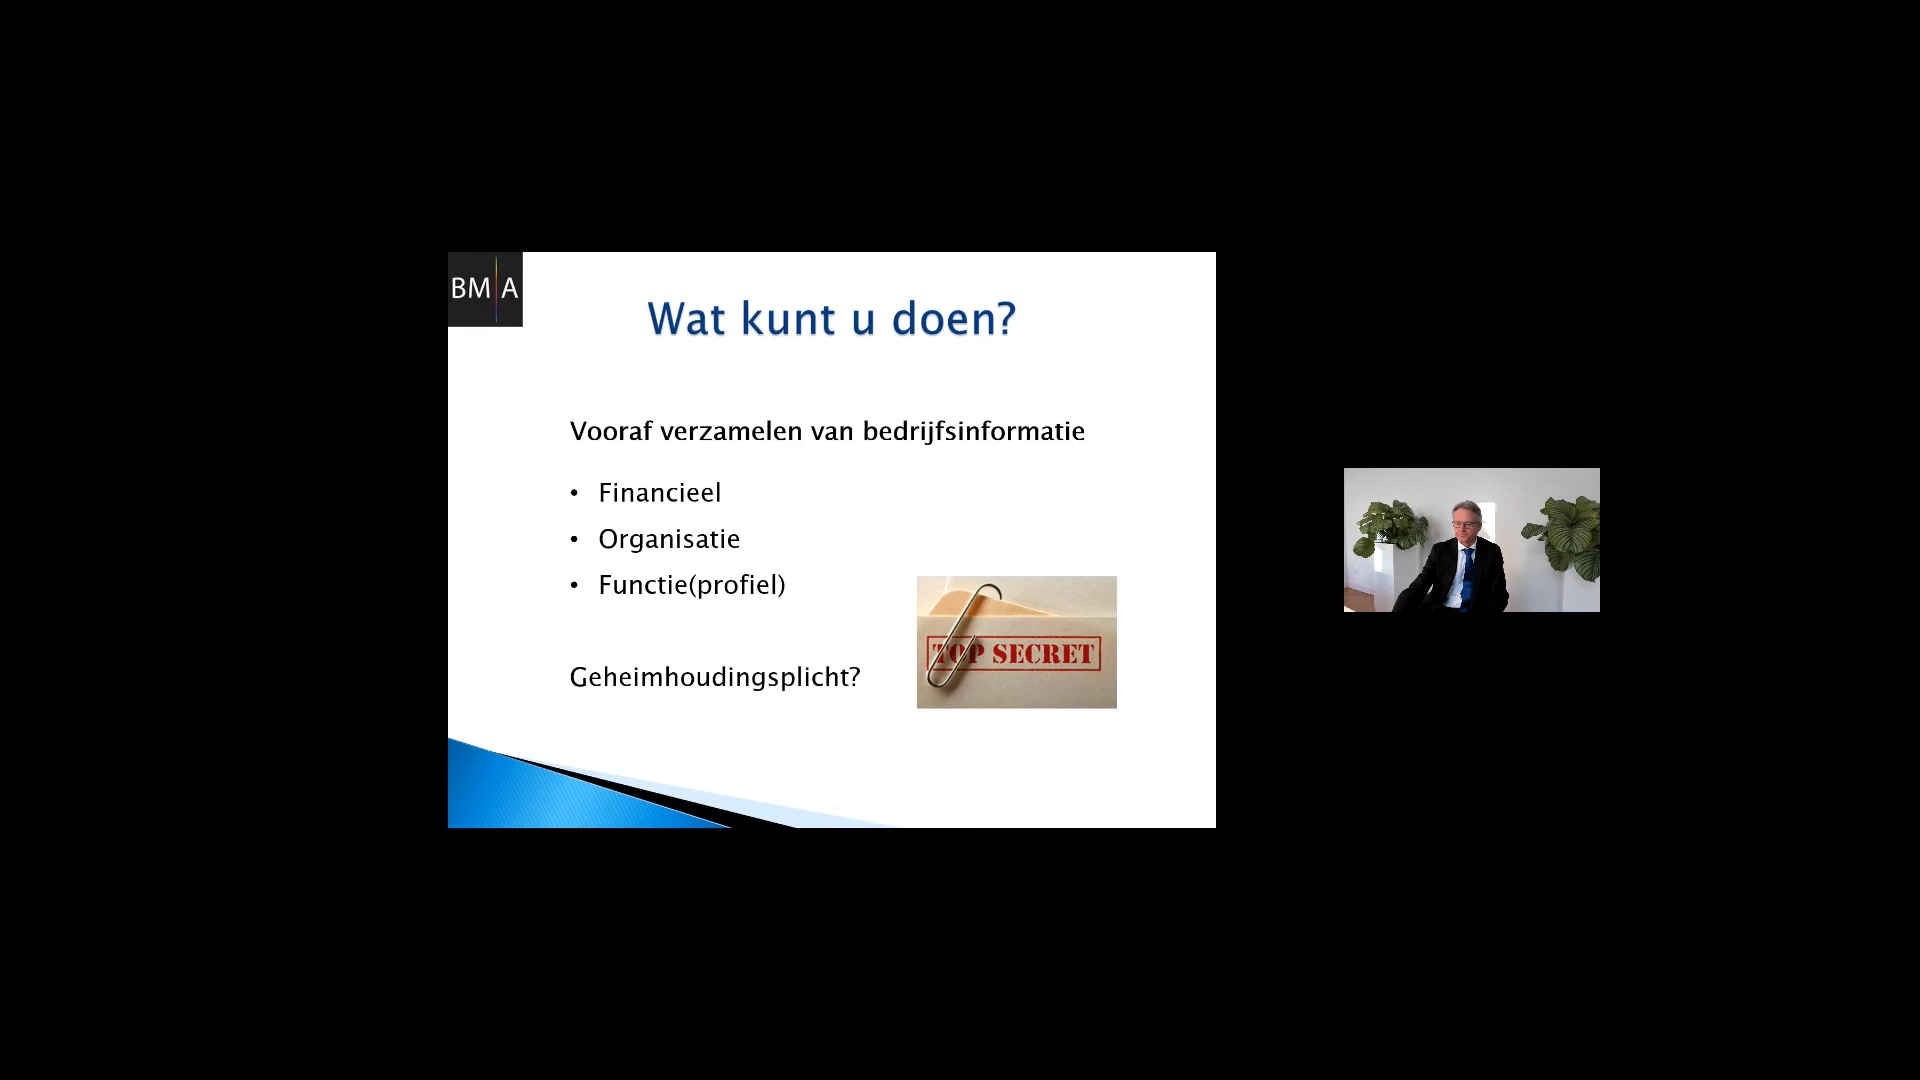 BM|A
Wat kunt u doen?
Vooraf verzamelen van bedrijfsinformatie
• Financieel
• Organisatie
• Functie(profiel)
TOP SECRET
Geheimhoudingsplicht?